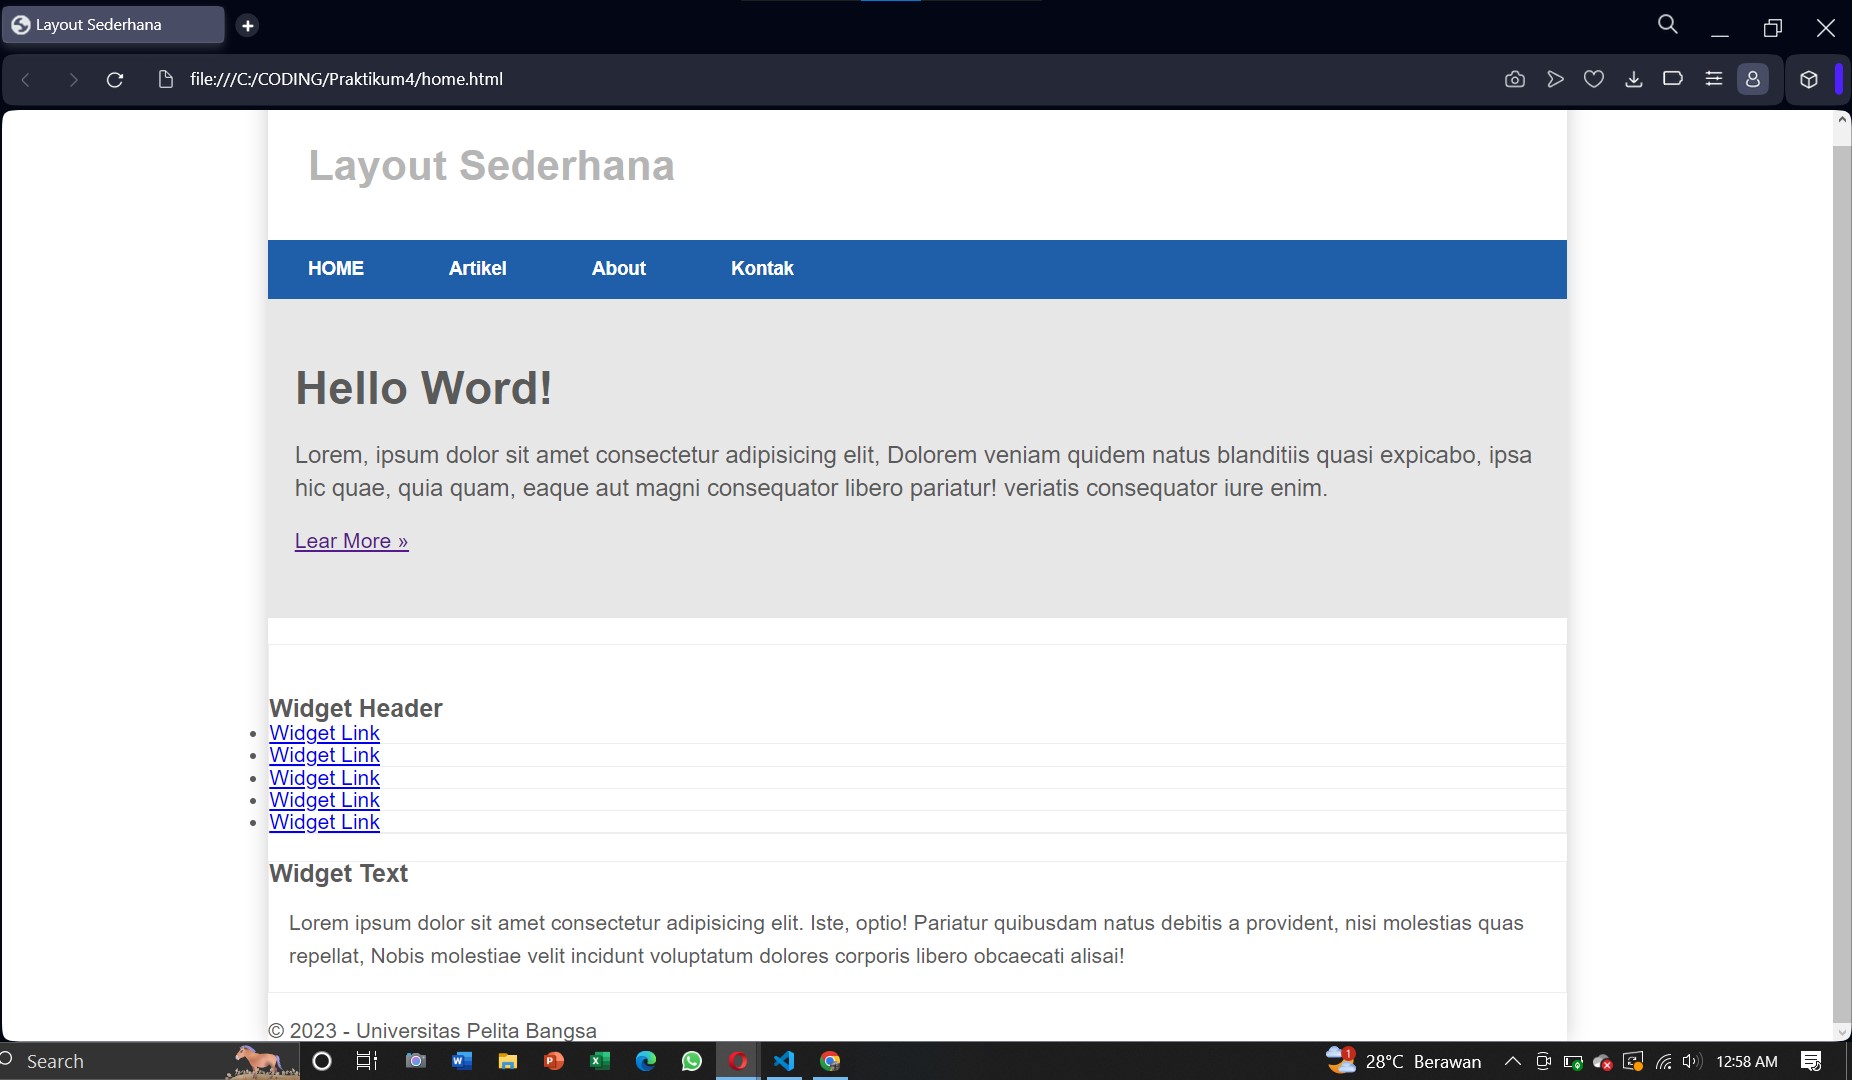 Layout Sederhana
file:///C:/CODING/Praktikum4/home.html
Layout Sederhana
HOME Artikel About Kontak
Hello Word!
Lorem, ipsum dolor sit amet consectetur adipisicing elit, Dolorem veniam quidem natus blanditiis quasi expicabo, ipsa
hic quae, quia quam, eaque aut magni consequator libero pariatur! veriatis consequator iure enim.
Lear More »
Widget Header
Widget Link
Widget Link
Widget Link
Widget Link
Widget Link
Widget Text
Lorem ipsum dolor sit amet consectetur adipisicing elit. Iste, optio! Pariatur quibusdam natus debitis a provident, nisi molestias quas
repellat, Nobis molestiae velit incidunt voluptatum dolores corporis libero obcaecati alisai!
© 2023 - Universitas Pelita Bangsa
Search 1 28°C Berawan 12:58 AM